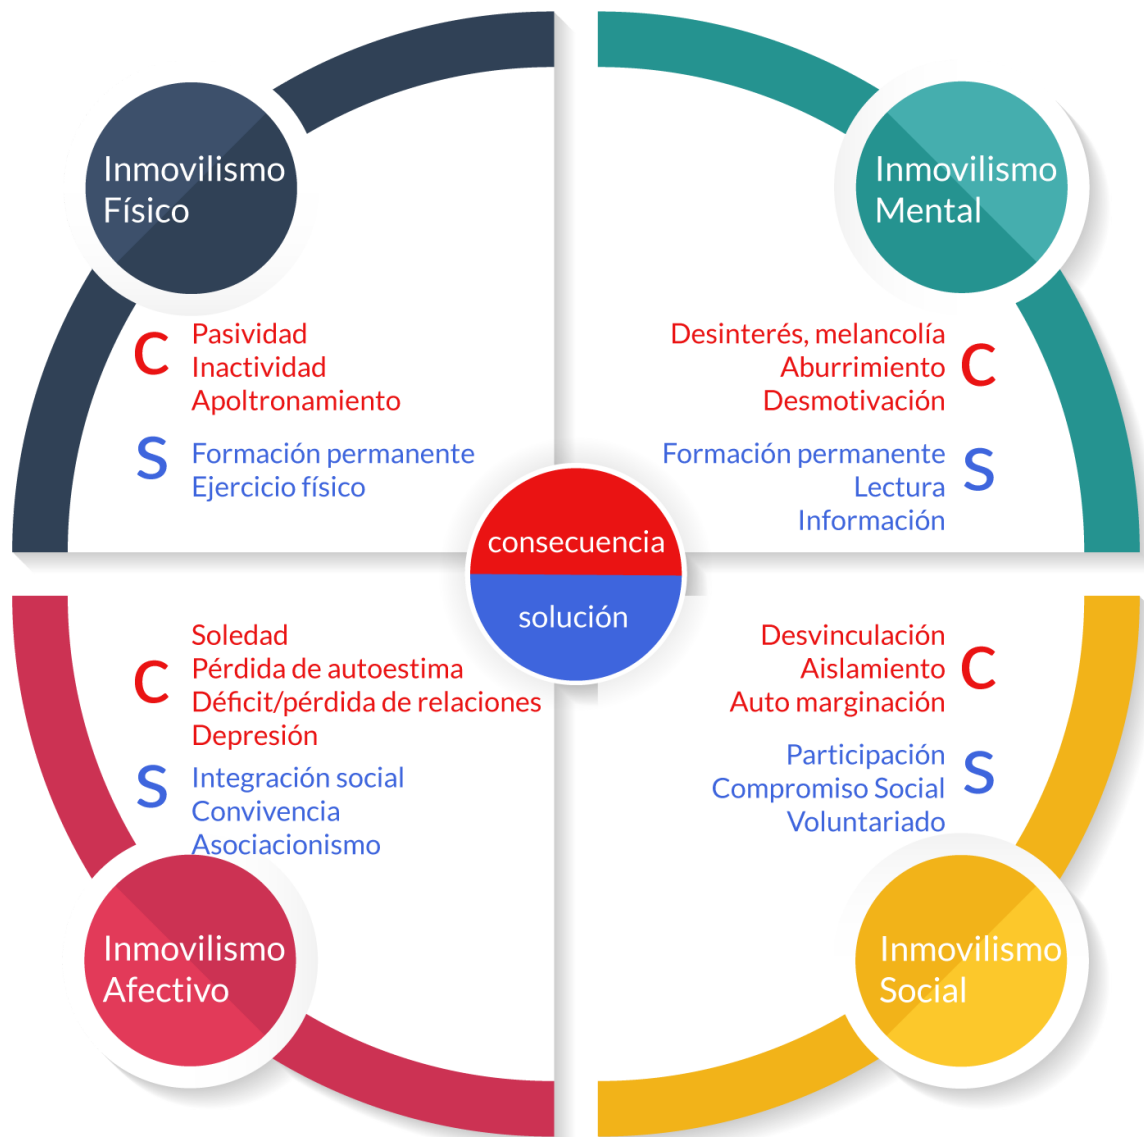 Inmovilismo
Físico
C
Pasividad
Inactividad
Apoltronamiento
S
Formación permanente
Ejercicio físico
Inmovilismo
Mental
Desinterés, melancolía
Aburrimiento
Desmotivación
C
Formación permanente
Lectura
Información
S
consecuencia
solución
C
Soledad
Pérdida de autoestima
Déficit/pérdida de relaciones
Depresión
S
Integración social
Convivencia
Asociacionismo
Inmovilismo
Afectivo
Desvinculación
Aislamiento
Auto marginación
C
Participación
Compromiso Social
Voluntariado
S
Inmovilismo
Social